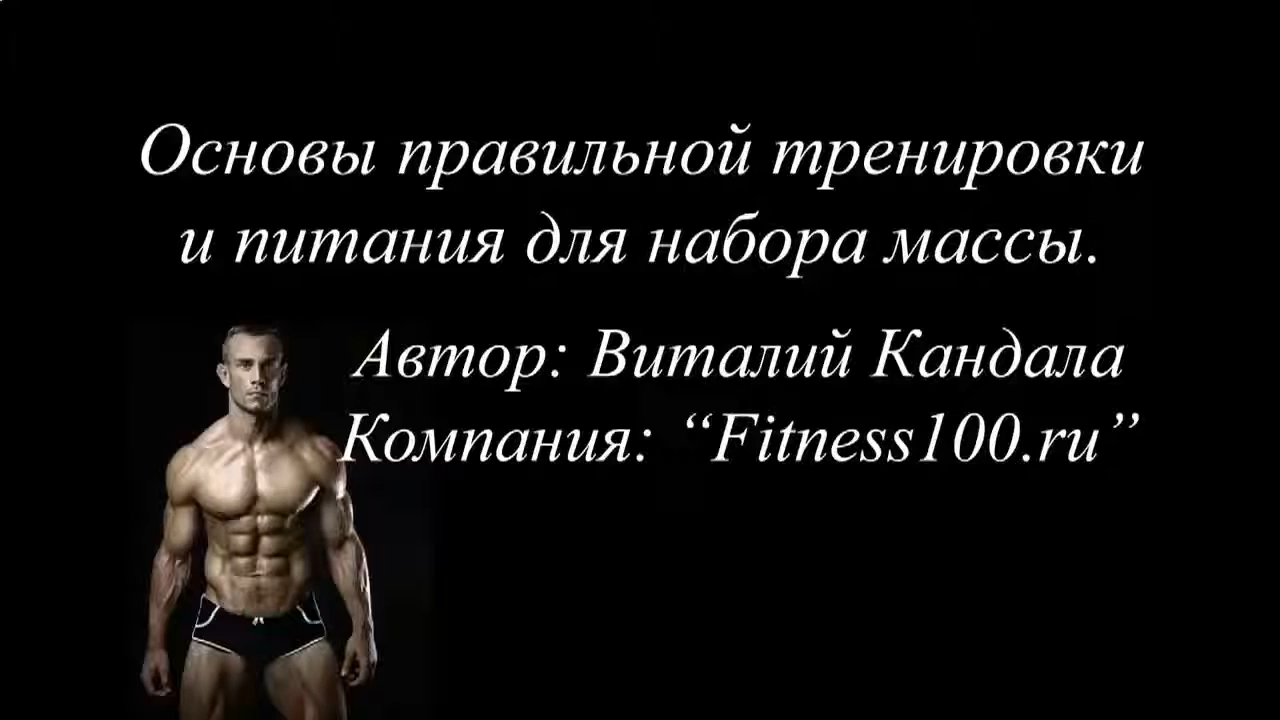 Основы правильной тренировки
и питания для набора массы.
Автор: Виталий Кандала
Компания: “Fitness100.ru”